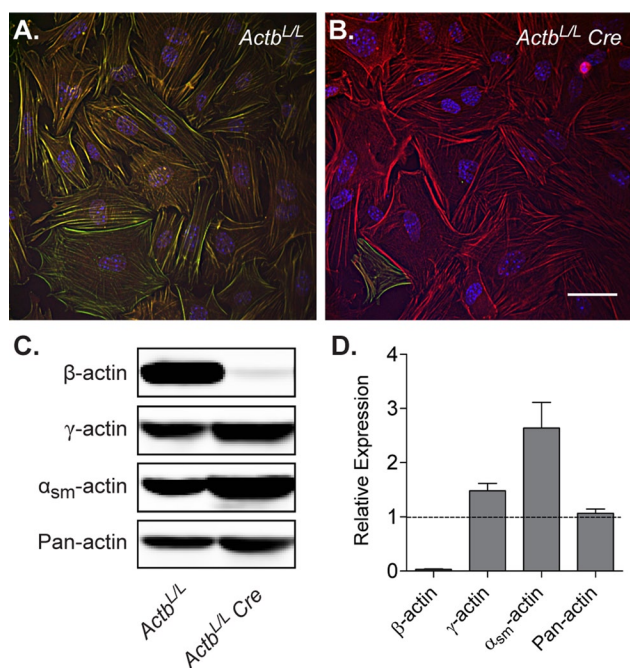 A. Actb^L/L
B. Actb^L/L Cre
C.
β-actin
γ-actin
α_sm-actin
Pan-actin
Actb^L/L
Actb^L/L Cre
D.
Relative Expression
4
3
2
1
0
β-actin
γ-actin
α_sm-actin
Pan-actin